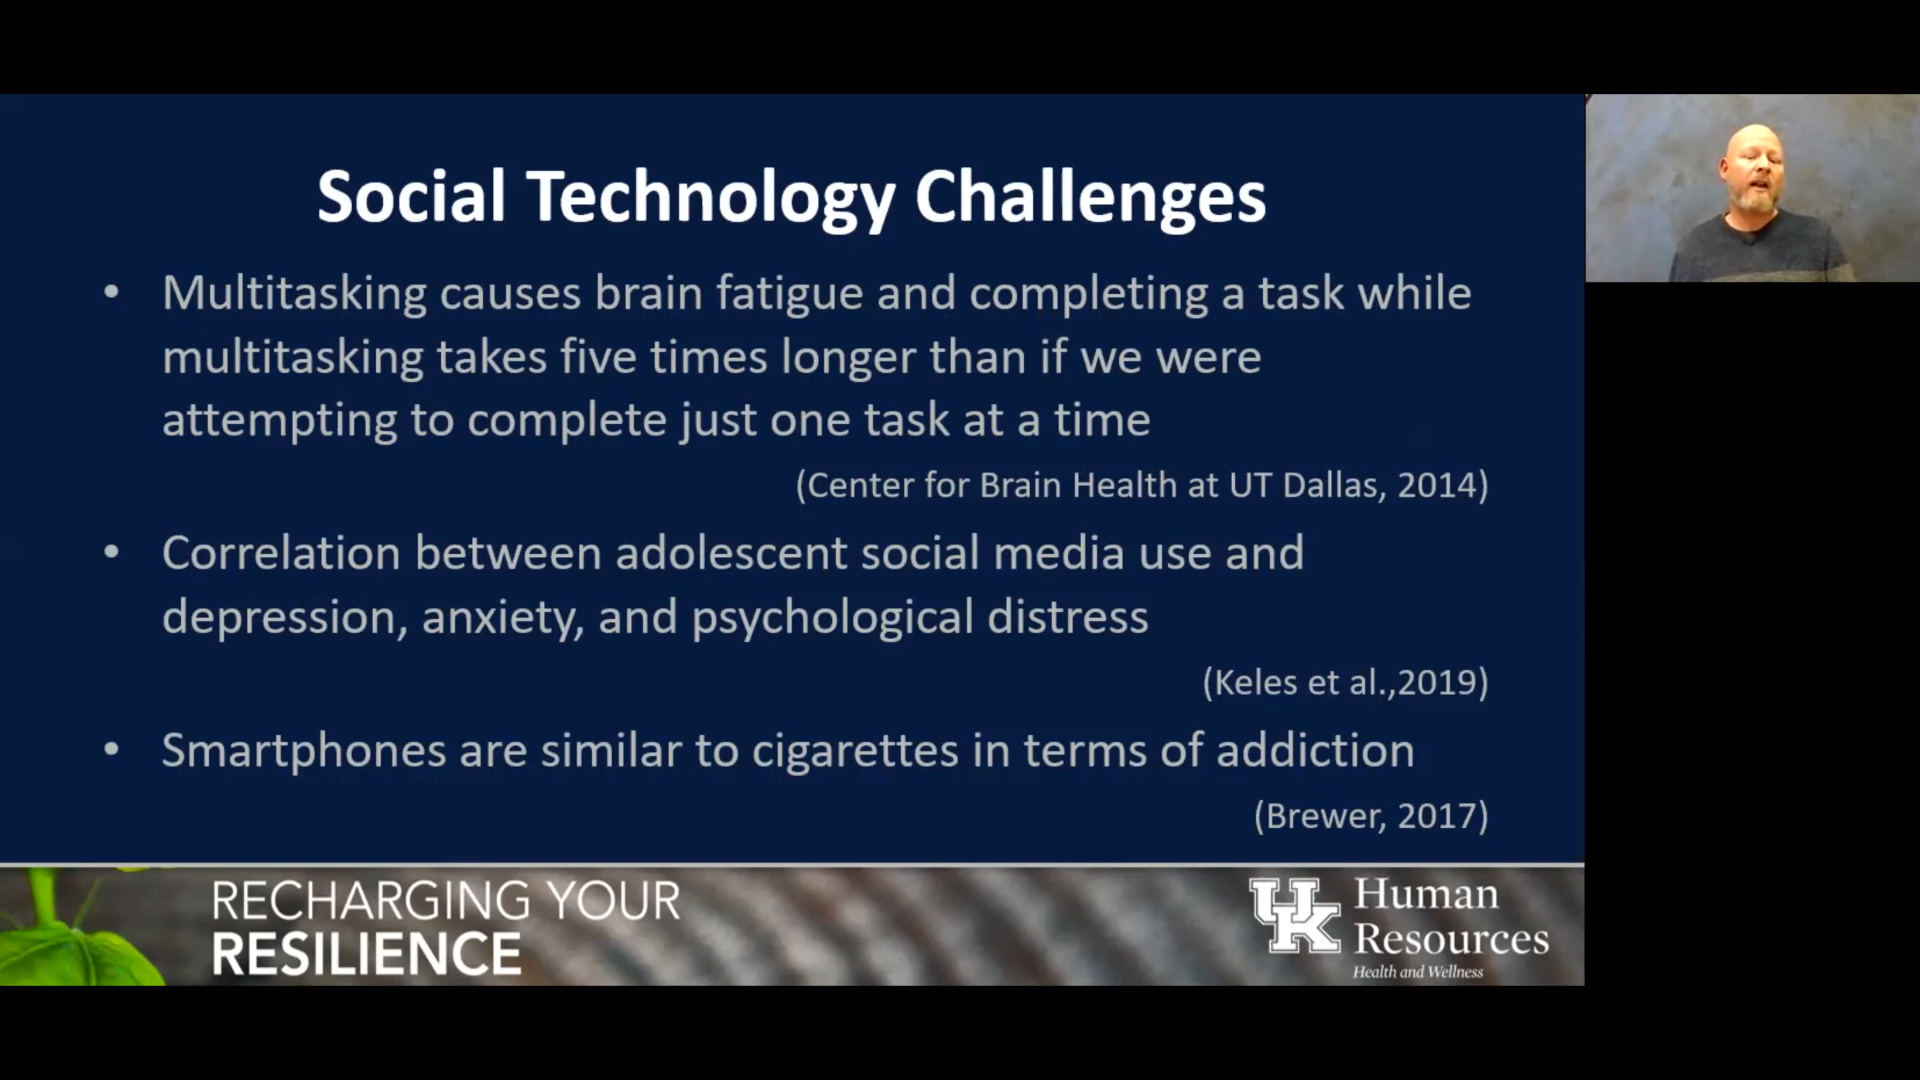 Social Technology Challenges
• Multitasking causes brain fatigue and completing a task while
multitasking takes five times longer than if we were
attempting to complete just one task at a time
(Center for Brain Health at UT Dallas, 2014)
• Correlation between adolescent social media use and
depression, anxiety, and psychological distress
(Keles et al.,2019)
• Smartphones are similar to cigarettes in terms of addiction
(Brewer, 2017)
RECHARGING YOUR
RESILIENCE
UK
Human
Resources
Health and Wellness